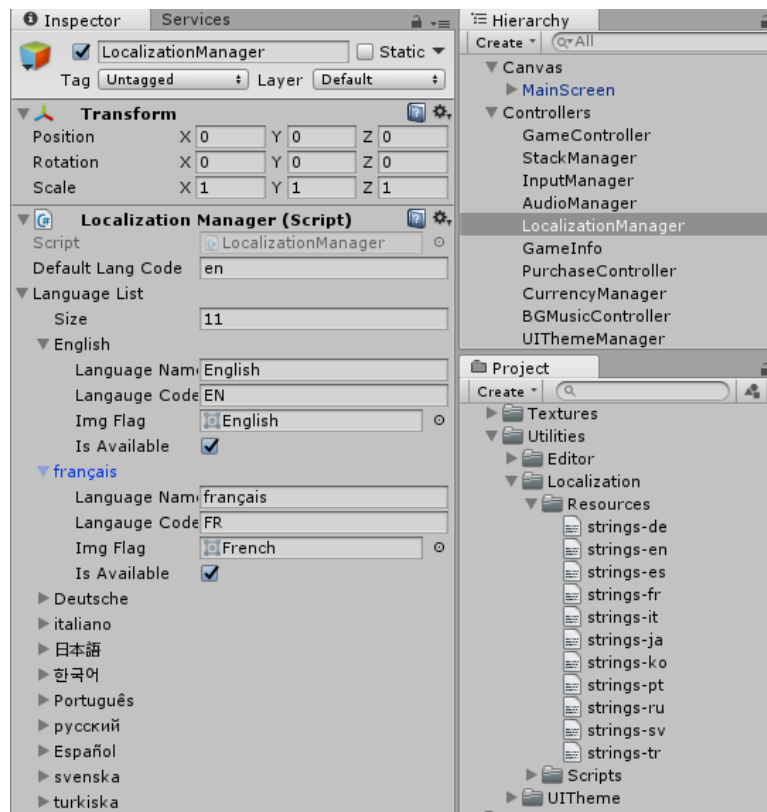 Inspector Services
LocalizationManager Static
Tag Untagged Layer Default
Transform
Position X 0 Y 0 Z 0
Rotation X 0 Y 0 Z 0
Scale X 1 Y 1 Z 1
Localization Manager (Script)
Script LocalizationManager
Default Lang Code en
Language List
Size 11
English
Language Nam English
Langauge Code EN
Img Flag English
Is Available
français
Language Nam français
Langauge Code FR
Img Flag French
Is Available
Deutsche
italiano
日本語
한국어
Português
русский
Español
svenska
turkiska
Hierarchy
Create All
Canvas
MainScreen
Controllers
GameController
StackManager
InputManager
AudioManager
LocalizationManager
GameInfo
PurchaseController
CurrencyManager
BGMusicController
UIThemeManager
Project
Create
Textures
Utilities
Editor
Localization
Resources
strings-de
strings-en
strings-es
strings-fr
strings-it
strings-ja
strings-ko
strings-pt
strings-ru
strings-sv
strings-tr
Scripts
UITheme